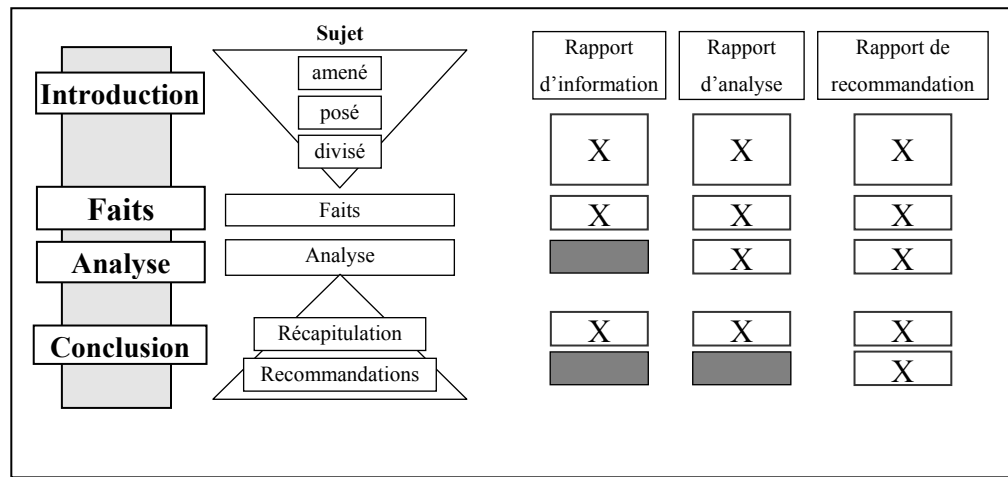 Sujet
Rapport
d'information
Rapport
d'analyse
Rapport de
recommandation
Introduction
amené
posé
divisé
X X X
Faits
Faits
X X X
Analyse
Analyse
X X
Conclusion
Récapitulation
X X X
Recommandations
X